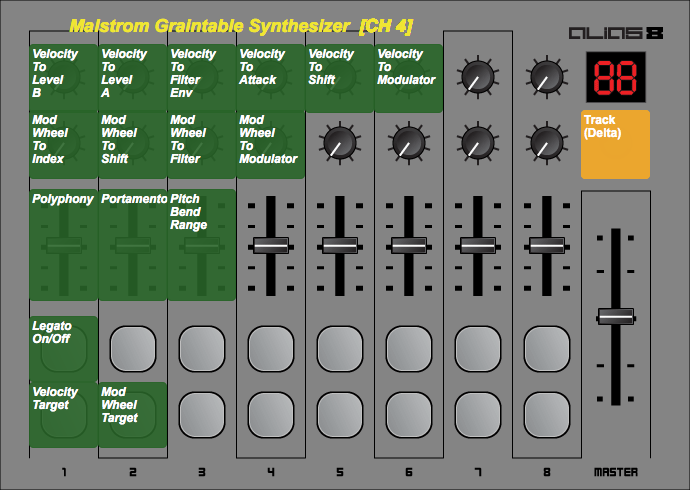 Malstrom Graintable Synthesizer [CH 4]
ALIAS 8
88
Velocity
To
Level
B
Velocity
To
Level
A
Velocity
To
Filter
Env
Velocity
To
Attack
Velocity
To
Shift
Velocity
To
Modulator
Mod
Wheel
To
Index
Mod
Wheel
To
Shift
Mod
Wheel
To
Filter
Mod
Wheel
To
Modulator
Track
(Delta)
Polyphony
Portamento
Pitch
Bend
Range
Legato
On/Off
Velocity
Target
Mod
Wheel
Target
1 2 3 4 5 6 7 8 MASTER